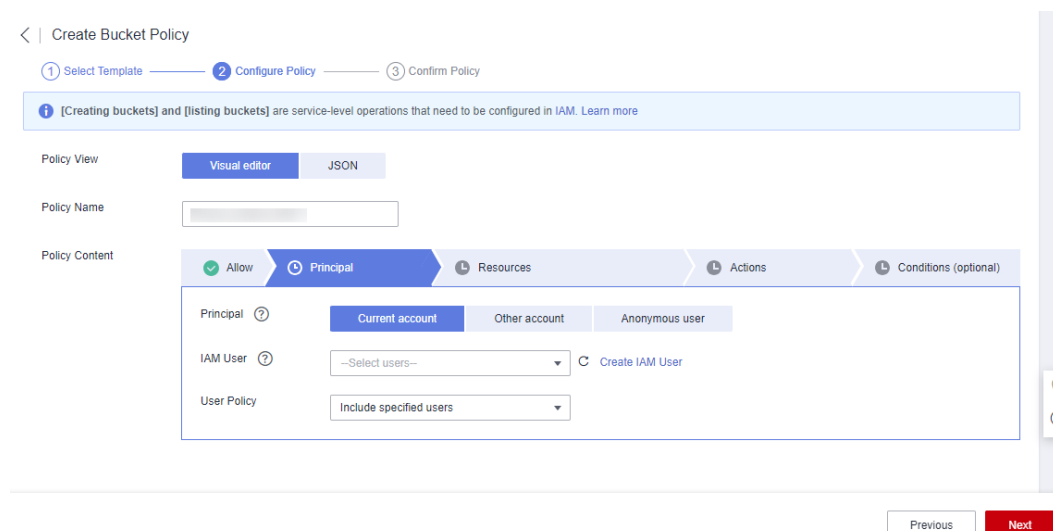 Create Bucket Policy
1 Select Template 2 Configure Policy 3 Confirm Policy
[Creating buckets] and [listing buckets] are service-level operations that need to be configured in IAM. Learn more
Policy View Visual editor JSON
Policy Name
Policy Content Allow Principal Resources Actions Conditions (optional)
Principal ? Current account Other account Anonymous user
IAM User ? --Select users-- Create IAM User
User Policy Include specified users
Previous Next